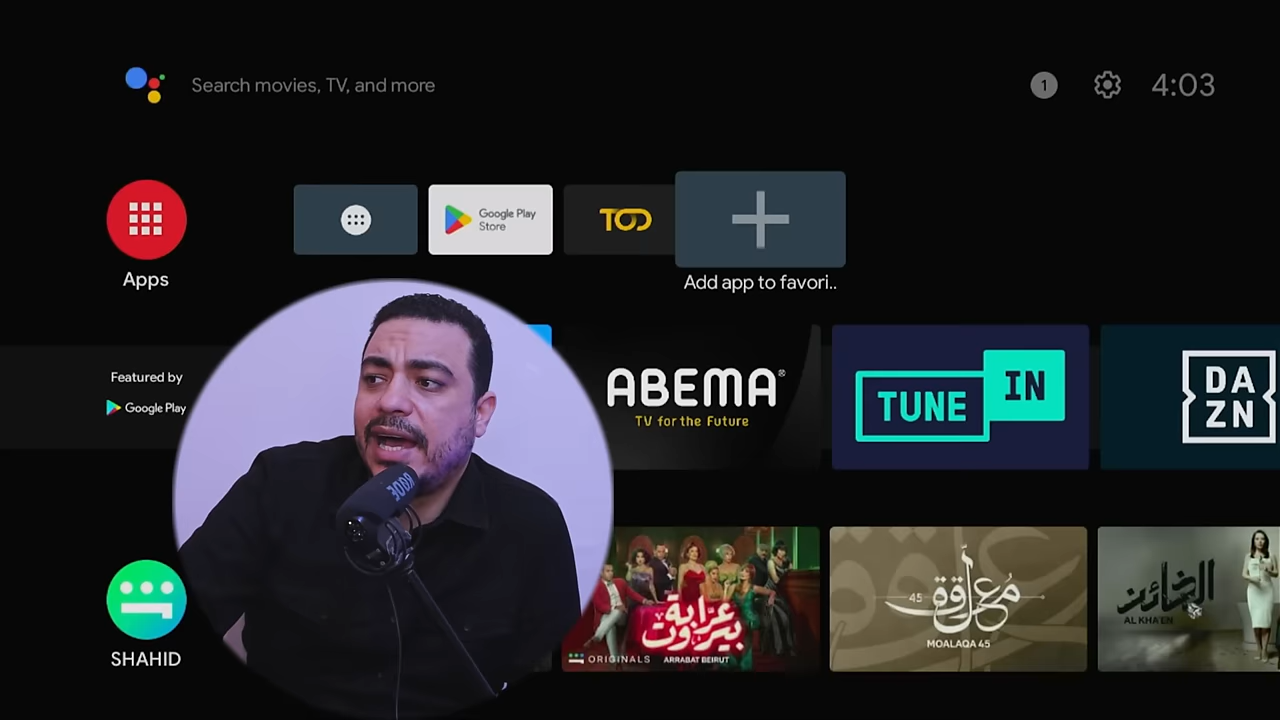 Search movies, TV, and more
1
4:03
Google Play
Store
TOD
Apps
Add app to favori..
Featured by
Google Play
ABEMA®
TV for the Future
TUNE IN
DA
ZN
KODE
عرابة
بيروت
ORIGINALS ARRABAT BEIRUT
45
معلقة
MOALAQA 45
الخائن
AL KHA'EN
SHAHID